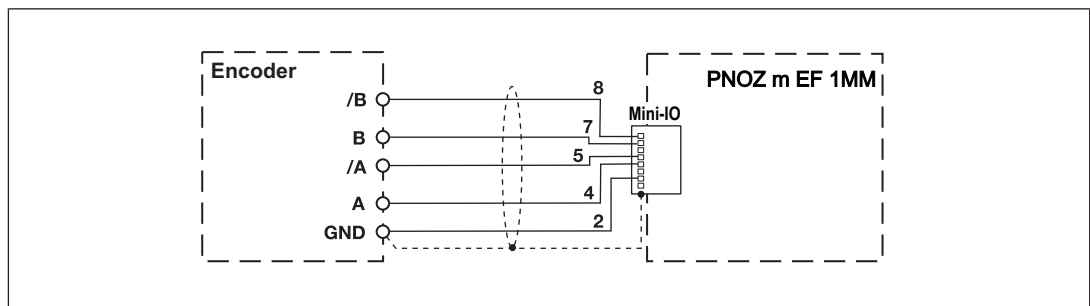 Encoder
PNOZ m EF 1MM
Mini-IO
/B
8
B
7
/A
5
A
4
GND
2